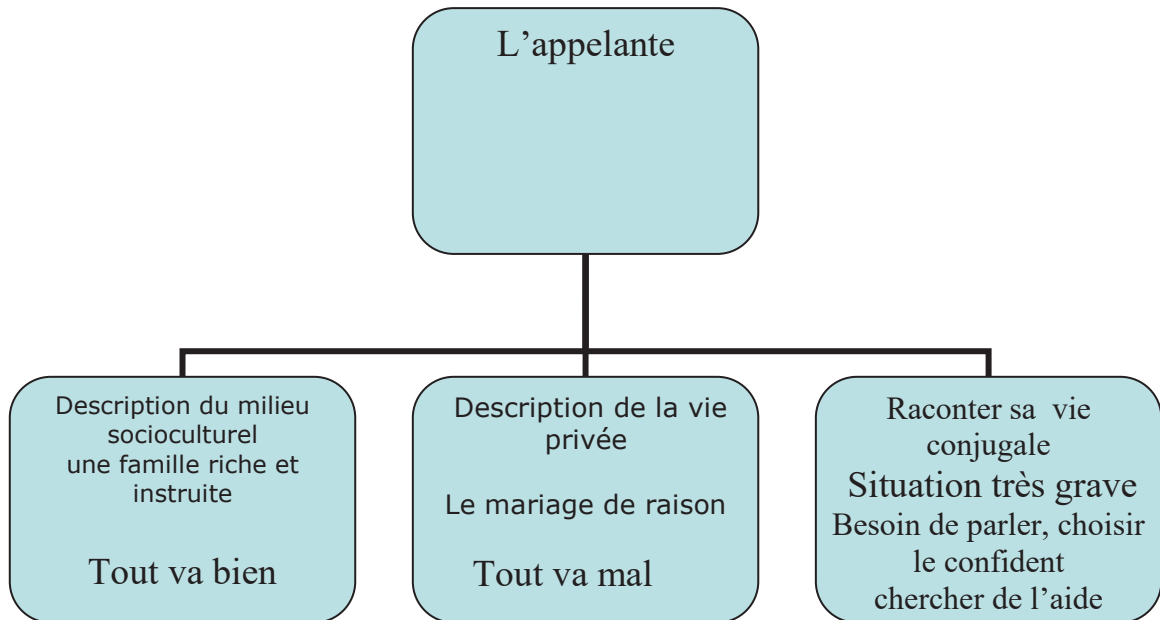 L’appelante
Description du milieu
socioculturel
une famille riche et
instruite
Tout va bien
Description de la vie
privée
Le mariage de raison
Tout va mal
Raconter sa vie
conjugale
Situation très grave
Besoin de parler, choisir
le confident
chercher de l’aide